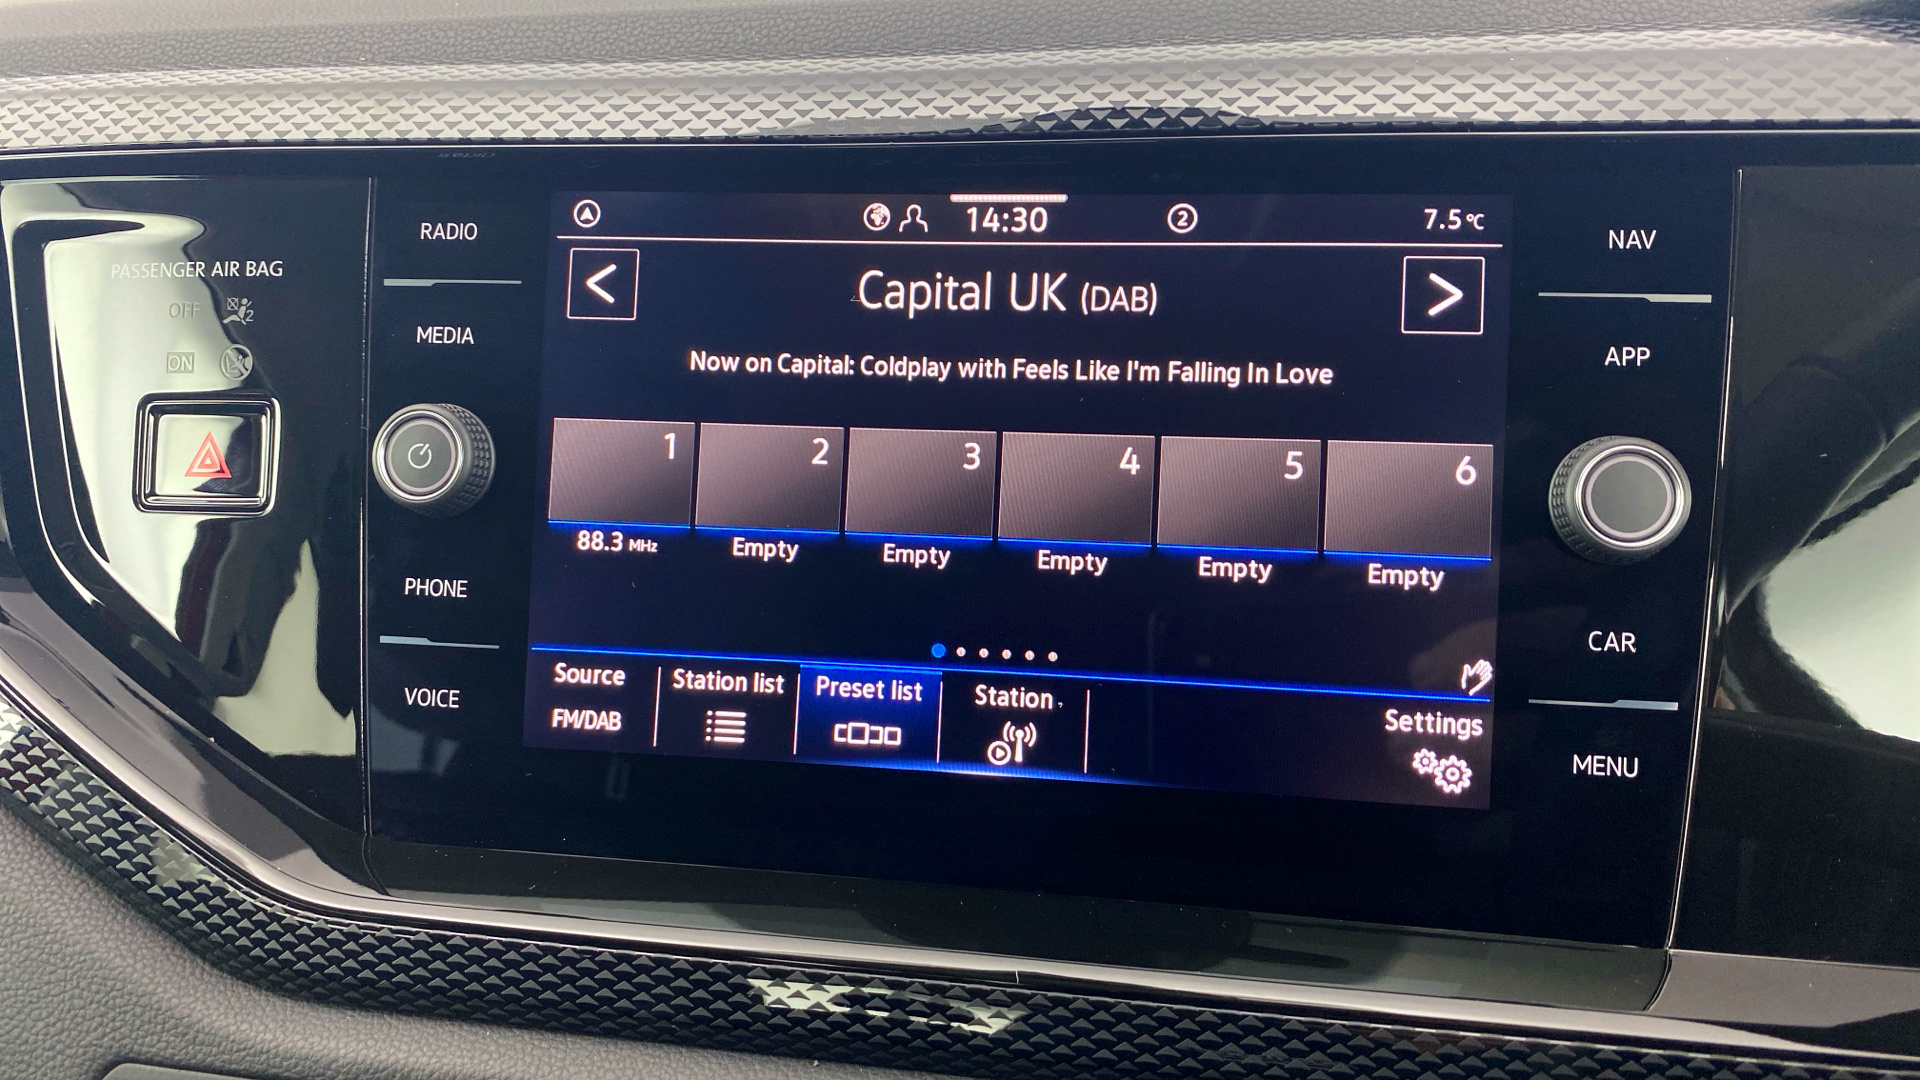 RADIO
MEDIA
PHONE
VOICE
PASSENGER AIR BAG
OFF
2
ON
14:30
2
7.5°C
<
Capital UK (DAB)
>
Now on Capital: Coldplay with Feels Like I'm Falling In Love
1 2 3 4 5 6
88.3 MHz Empty Empty Empty Empty Empty
Source
FM/DAB
Station list
Preset list
Station
Settings
NAV
APP
CAR
MENU